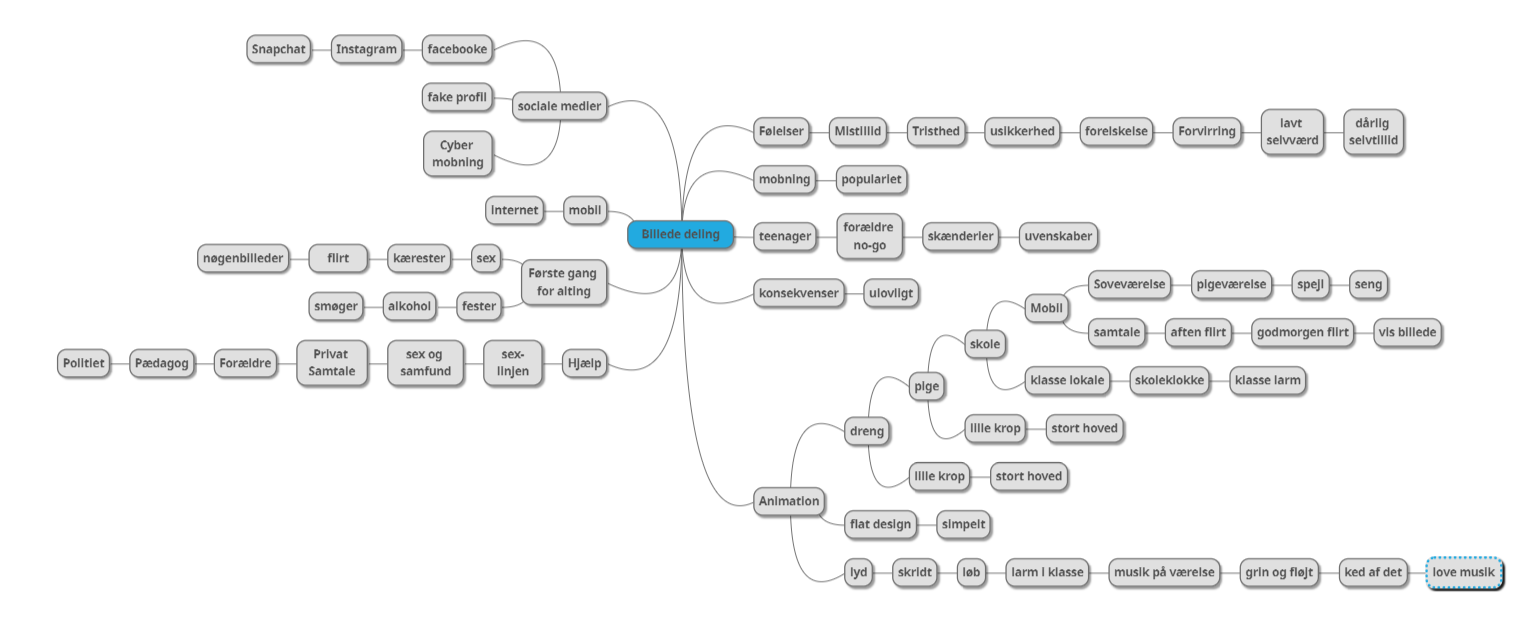 Snapchat
Instagram
facebooke
fake profil
sociale medier
Cyber
mobning
internet
mobil
Billede deling
nøgenbilleder
flirt
kærester
sex
Første gang
for alting
smøger
alkohol
fester
Politiet
Pædagog
Forældre
Privat
Samtale
sex og
samfund
sex-
linjen
Hjælp
Følelser
Mistillid
Tristhed
usikkerhed
forelskelse
Forvirring
lavt
selvværd
dårlig
selvtillid
mobning
populariet
teenager
forældre
no-go
skænderier
uvenskaber
konsekvenser
ulovligt
Animation
dreng
pige
skole
Mobil
Soveværelse
pigeværelse
spejl
seng
samtale
aften flirt
godmorgen flirt
vis billede
klasse lokale
skoleklokke
klasse larm
lille krop
stort hoved
lille krop
stort hoved
flat design
simpelt
lyd
skridt
løb
larm i klasse
musik på værelse
grin og fløjt
ked af det
love musik